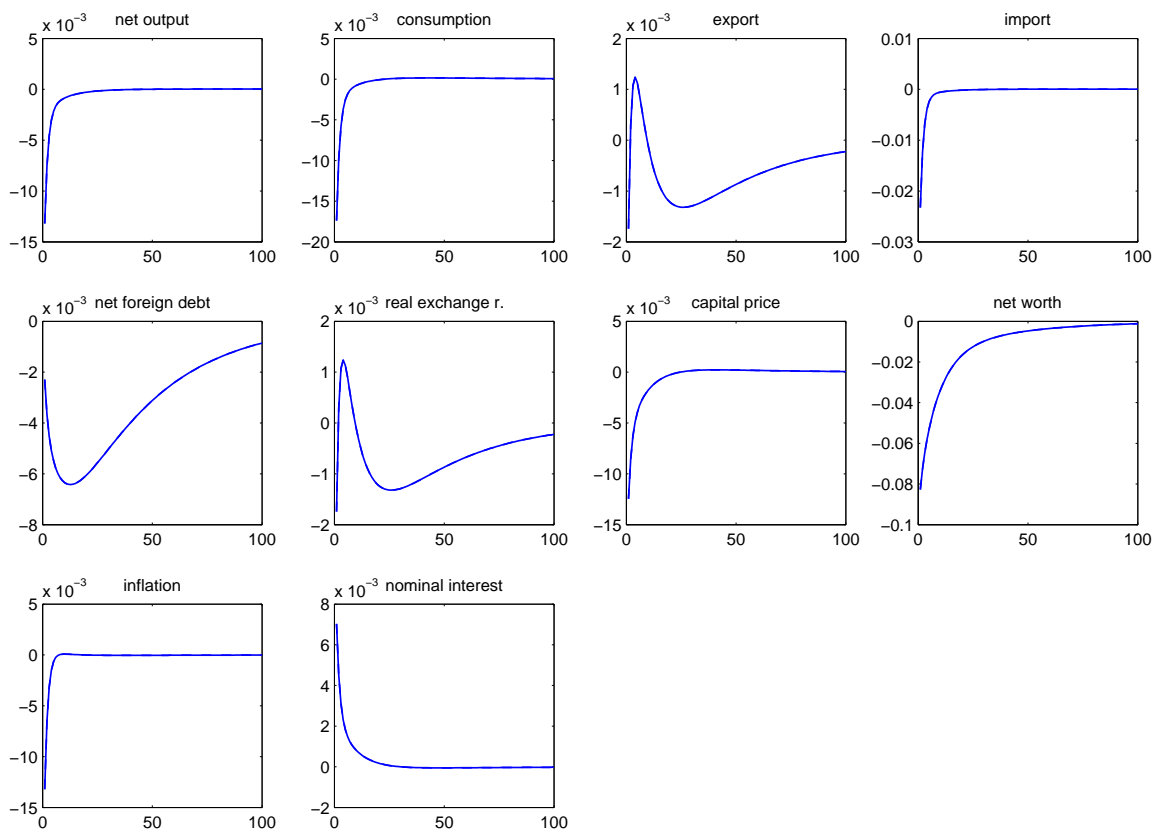 net output
x 10−3
5
0
−5
−10
−15
0 50 100
consumption
x 10−3
5
0
−5
−10
−15
−20
0 50 100
export
x 10−3
2
1
0
−1
−2
0 50 100
import
0.01
0
−0.01
−0.02
−0.03
0 50 100
net foreign debt
x 10−3
0
−2
−4
−6
−8
0 50 100
real exchange r.
x 10−3
2
1
0
−1
−2
0 50 100
capital price
x 10−3
5
0
−5
−10
−15
0 50 100
net worth
0
−0.02
−0.04
−0.06
−0.08
−0.1
0 50 100
inflation
x 10−3
5
0
−5
−10
−15
0 50 100
nominal interest
x 10−3
8
6
4
2
0
−2
0 50 100